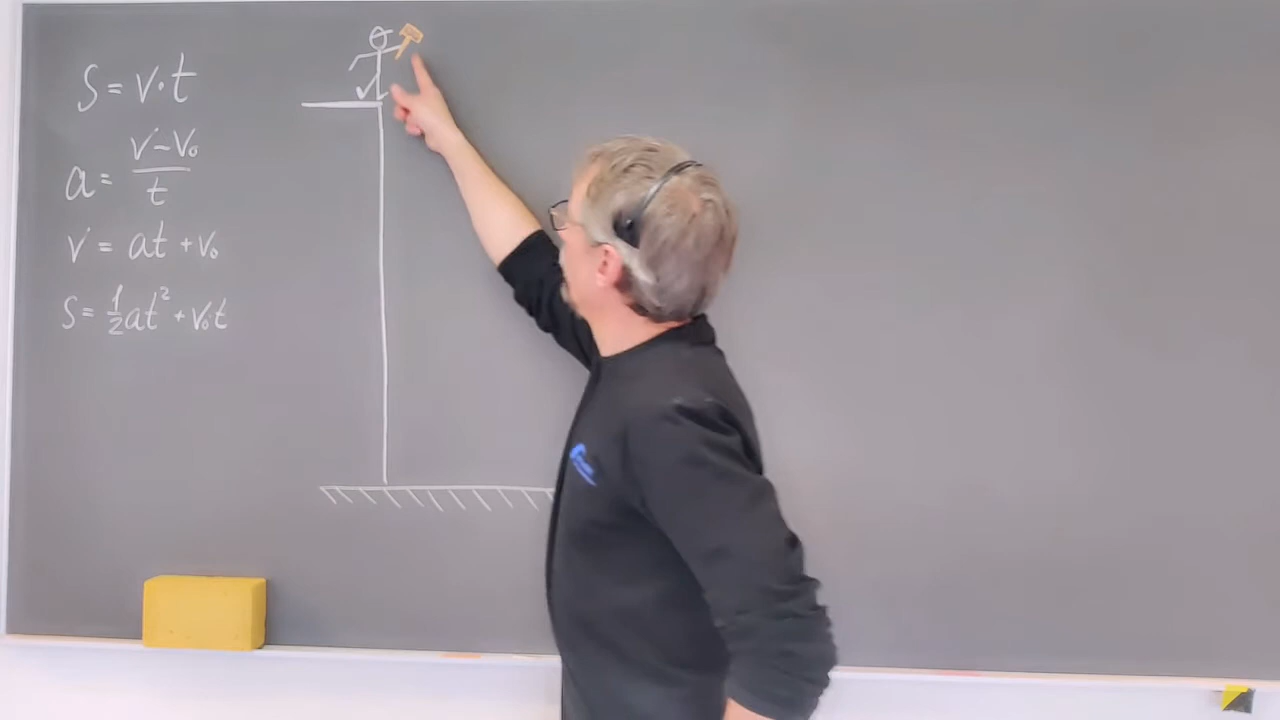 S = v·t
a = (v - v₀)/t
v = at + v₀
S = ½at² + v₀t